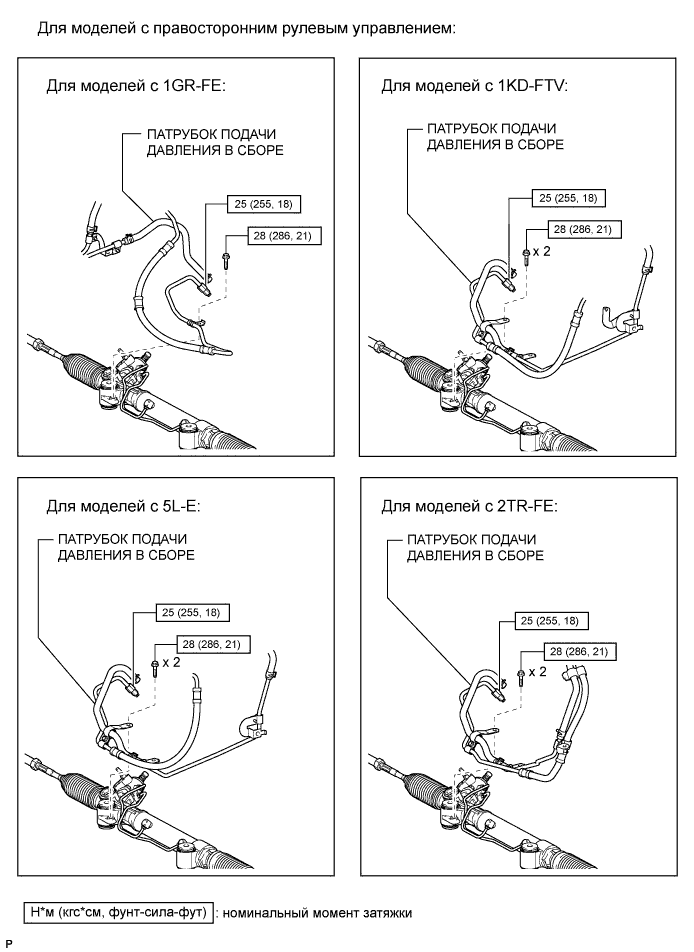 Для моделей с правосторонним рулевым управлением:
Для моделей с 1GR-FE:
ПАТРУБОК ПОДАЧИ
ДАВЛЕНИЯ В СБОРЕ
25 (255, 18)
28 (286, 21)
Для моделей с 1KD-FTV:
ПАТРУБОК ПОДАЧИ
ДАВЛЕНИЯ В СБОРЕ
25 (255, 18)
28 (286, 21)
x 2
Для моделей с 5L-E:
ПАТРУБОК ПОДАЧИ
ДАВЛЕНИЯ В СБОРЕ
25 (255, 18)
28 (286, 21)
x 2
Для моделей с 2TR-FE:
ПАТРУБОК ПОДАЧИ
ДАВЛЕНИЯ В СБОРЕ
25 (255, 18)
28 (286, 21)
x 2
Н*м (кгс*см, фунт-сила-фут) : номинальный момент затяжки
P